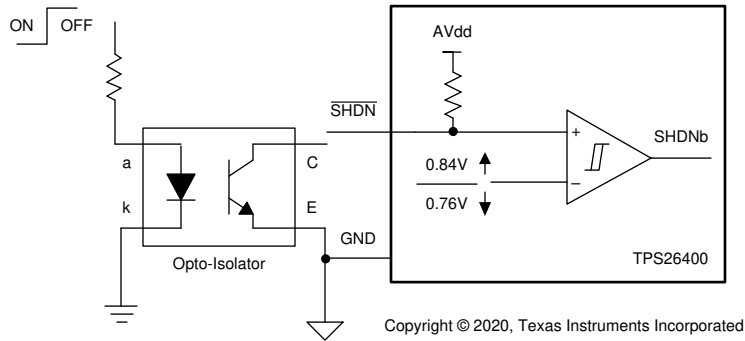 ON OFF
AVdd
SHDN
+
SHDNb
a
C
0.84V
0.76V
–
k
E
GND
TPS26400
Opto-Isolator
Copyright © 2020, Texas Instruments Incorporated